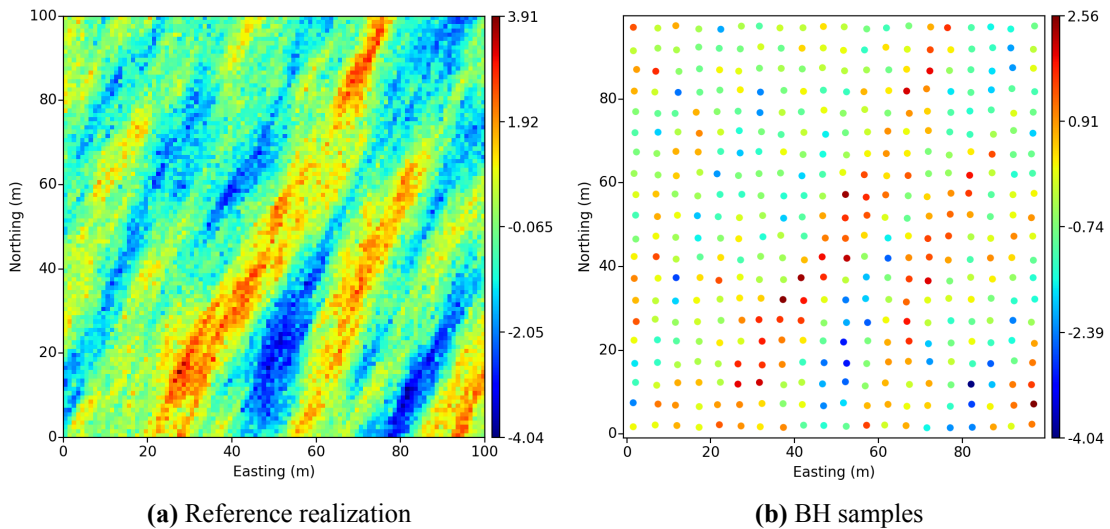 100
80
60
40
20
0
Northing (m)
0 20 40 60 80 100
Easting (m)
3.91
1.92
-0.065
-2.05
-4.04
(a) Reference realization
80
60
40
20
0
Northing (m)
0 20 40 60 80
Easting (m)
2.56
0.91
-0.74
-2.39
-4.04
(b) BH samples